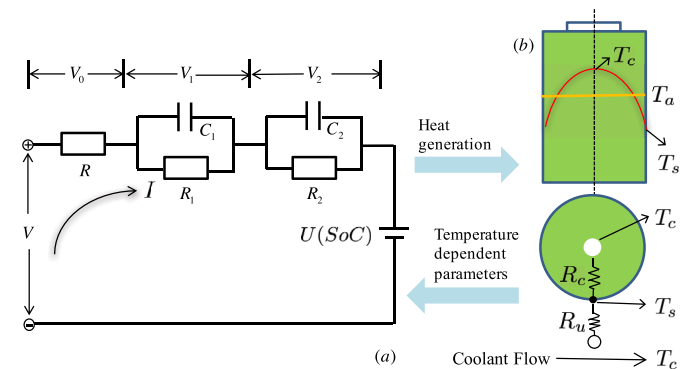 V₀ V₁ V₂
(b)
T_c
C₁ C₂
T_a
Heat
generation
R R₁ R₂
T_s
I
V
U(SoC)
Temperature
dependent
parameters
T_c
R_c
T_s
R_u
(a)
Coolant Flow T_c